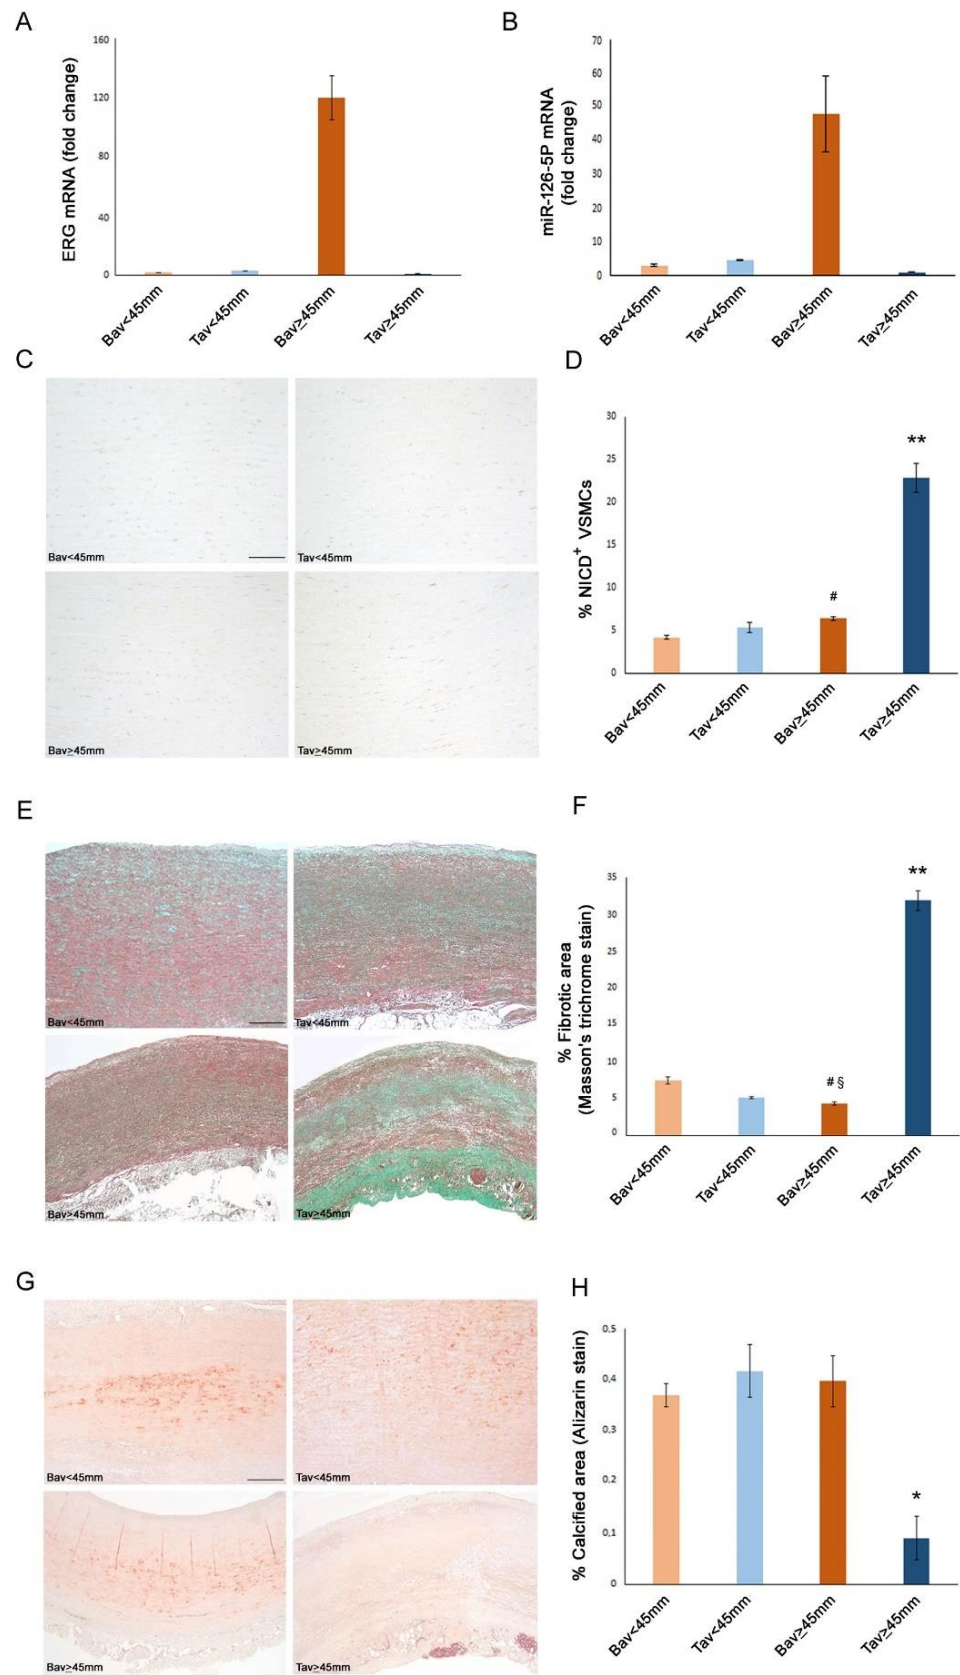 A
ERG mRNA (fold change)
160
120
80
40
0
Bav<45mm
Tav<45mm
Bav≥45mm
Tav≥45mm
B
miR-126-5P mRNA
(fold change)
70
60
50
40
30
20
10
0
Bav<45mm
Tav<45mm
Bav≥45mm
Tav≥45mm
C
Bav<45mm
Tav<45mm
Bav≥45mm
Tav≥45mm
D
% NICD⁺ VSMCs
30
25
20
15
10
5
0
#
**
Bav<45mm
Tav<45mm
Bav≥45mm
Tav≥45mm
E
Bav<45mm
Tav<45mm
Bav≥45mm
Tav≥45mm
F
% Fibrotic area
(Masson's trichrome stain)
35
30
25
20
15
10
5
0
# §
**
Bav<45mm
Tav<45mm
Bav≥45mm
Tav≥45mm
G
Bav<45mm
Tav<45mm
Bav≥45mm
Tav≥45mm
H
% Calcified area (Alizarin stain)
0,5
0,4
0,3
0,2
0,1
0
*
Bav<45mm
Tav<45mm
Bav≥45mm
Tav≥45mm